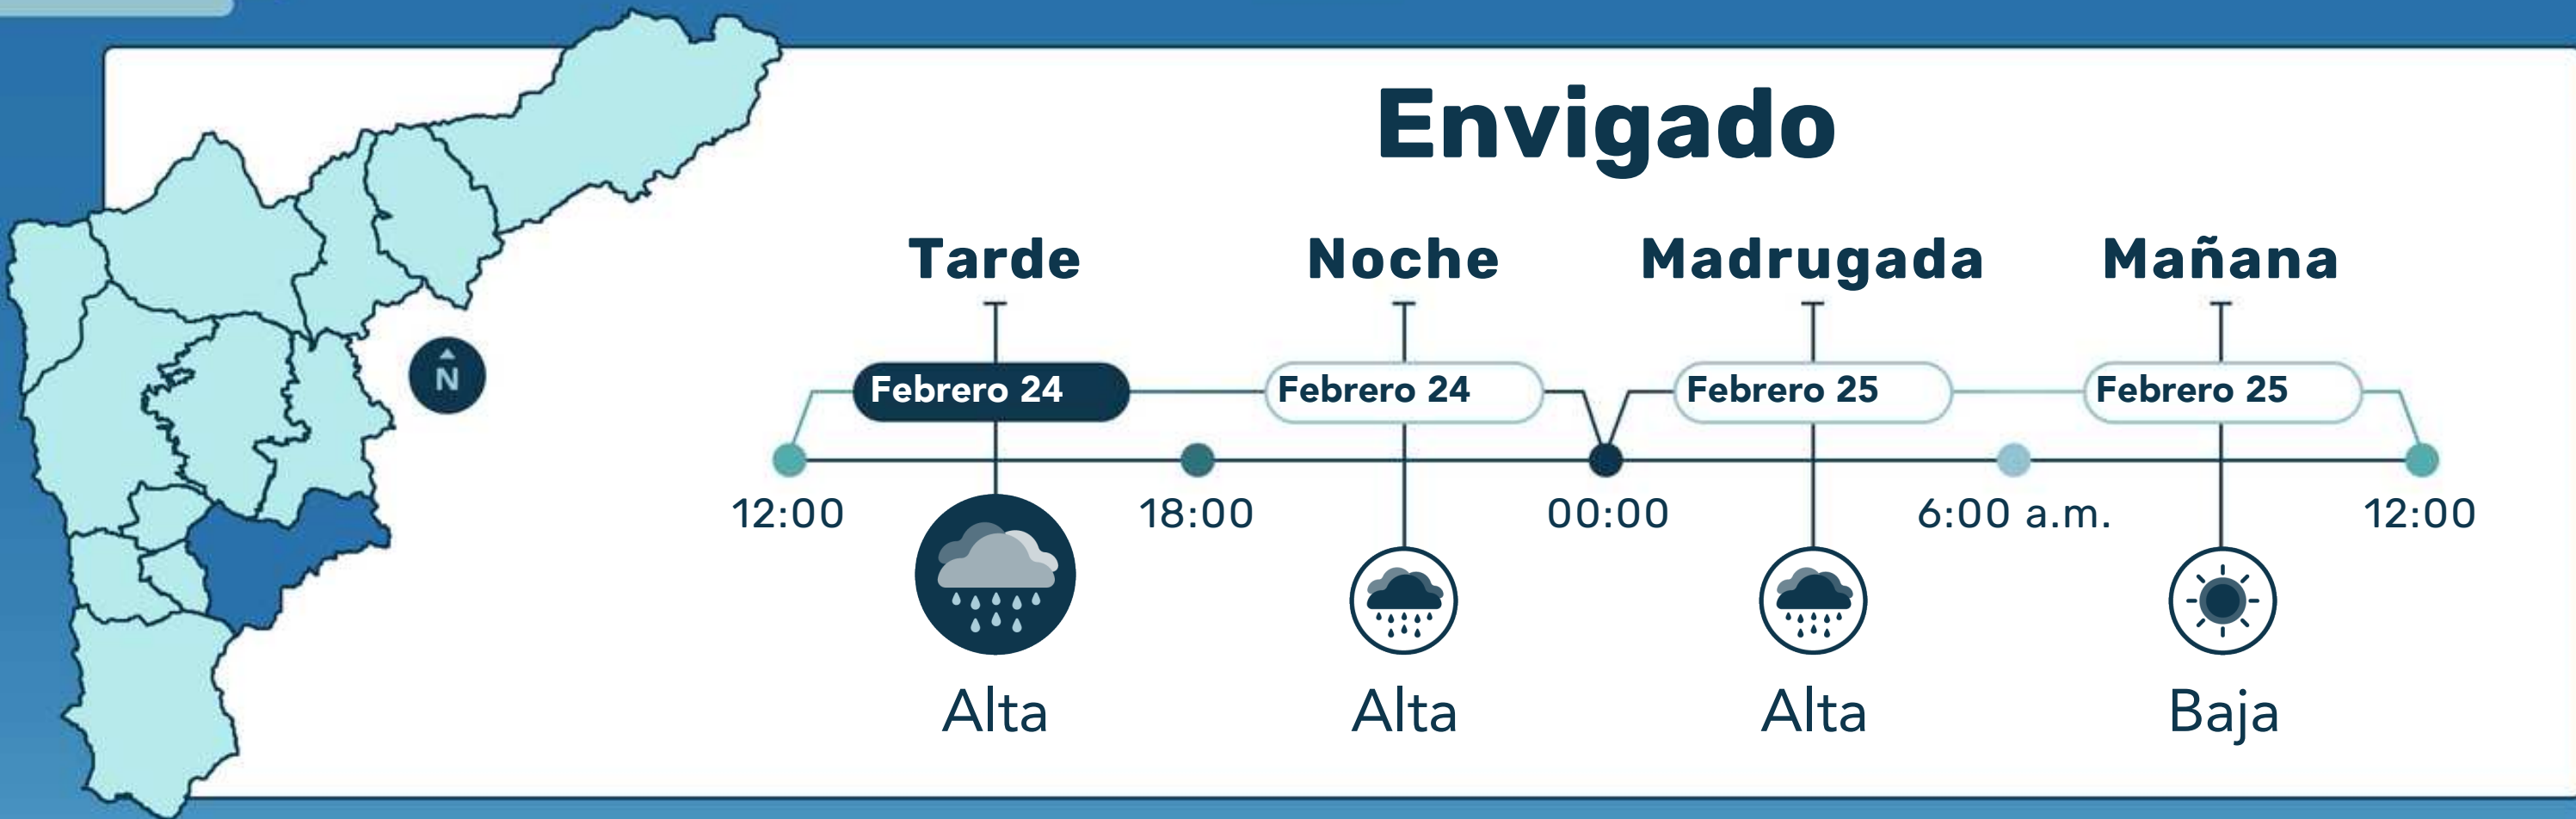 Envigado
Tarde Noche Madrugada Mañana
Febrero 24 Febrero 24 Febrero 25 Febrero 25
N
12:00 18:00 00:00 6:00 a.m. 12:00
Alta Alta Alta Baja